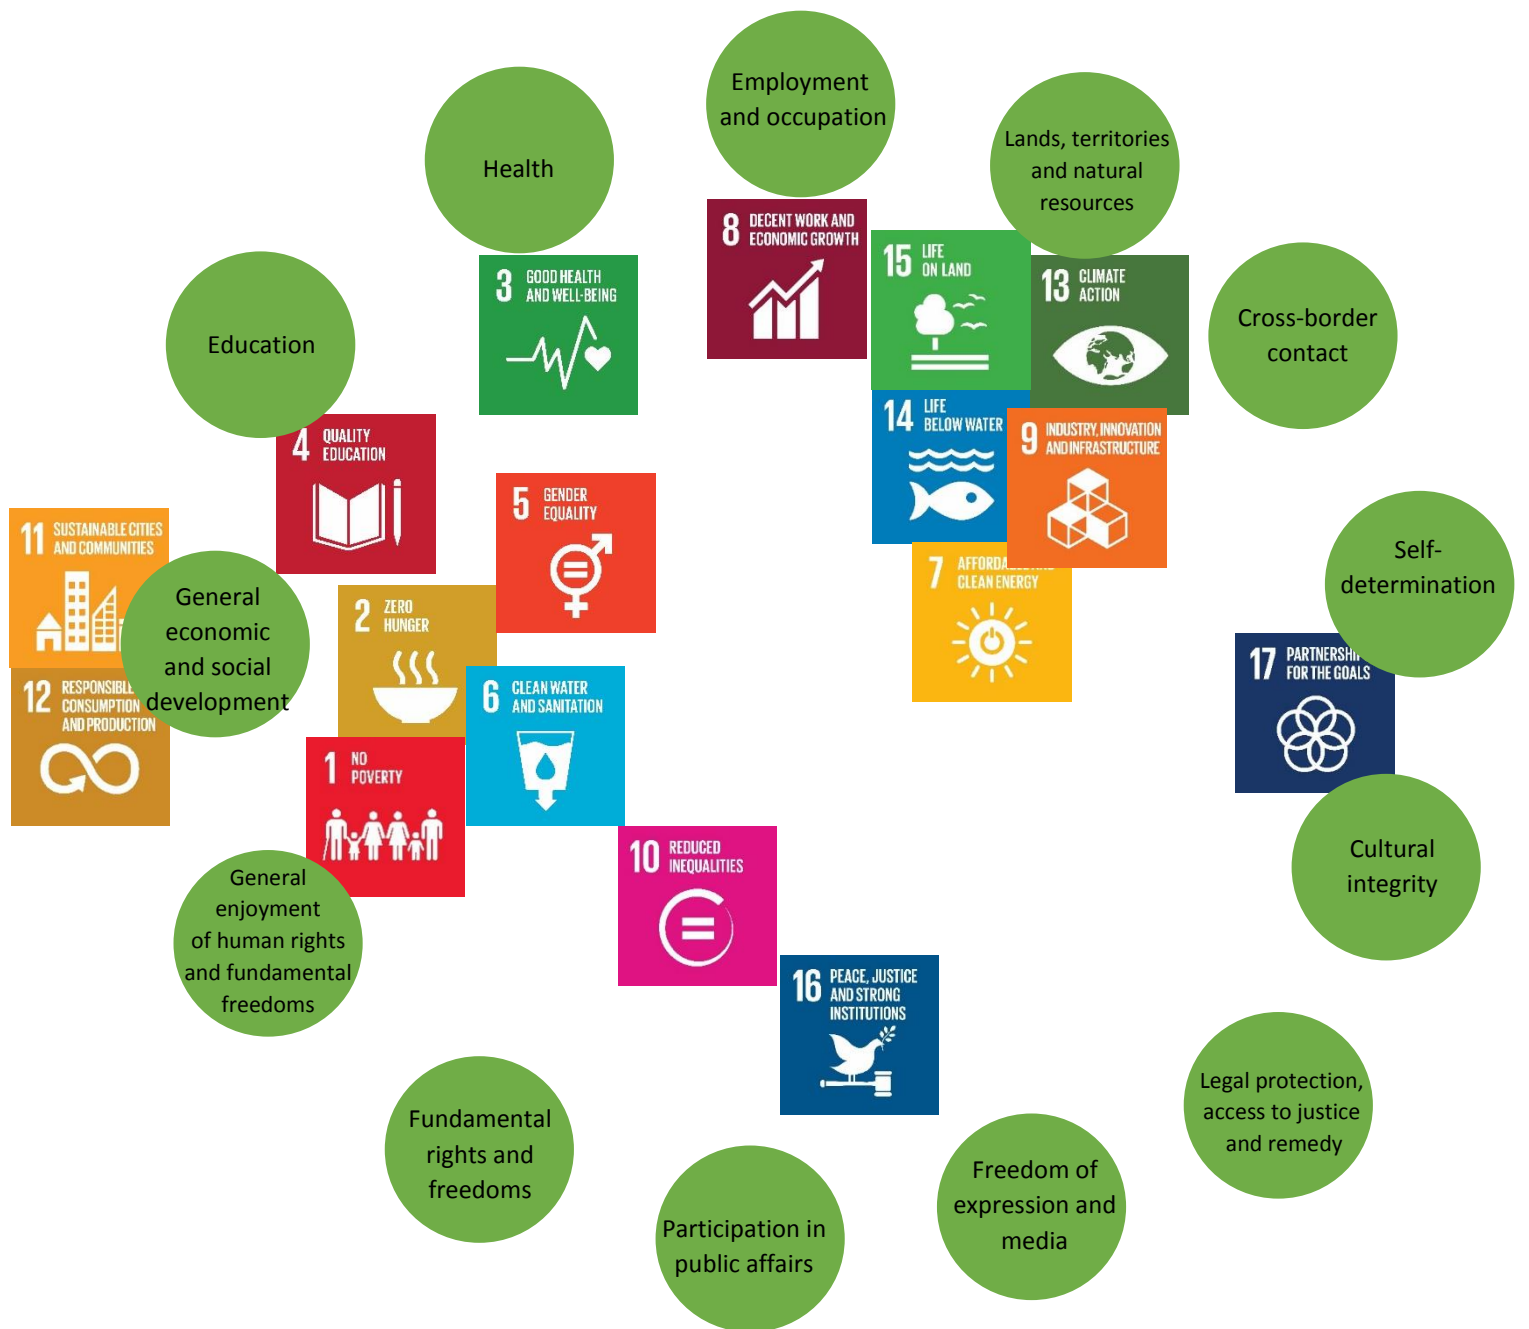 Employment
and occupation
Health
Lands, territories
and natural
resources
8 DECENT WORK AND
ECONOMIC GROWTH
15 LIFE
ON LAND
13 CLIMATE
ACTION
3 GOOD HEALTH
AND WELL-BEING
Cross-border
contact
Education
4 QUALITY
EDUCATION
14 LIFE
BELOW WATER
9 INDUSTRY, INNOVATION
AND INFRASTRUCTURE
5 GENDER
EQUALITY
11 SUSTAINABLE CITIES
AND COMMUNITIES
Self-
determination
7 AFFORDABLE AND
CLEAN ENERGY
General
economic
and social
development
2 ZERO
HUNGER
17 PARTNERSHIPS
FOR THE GOALS
12 RESPONSIBLE
CONSUMPTION
AND PRODUCTION
6 CLEAN WATER
AND SANITATION
1 NO
POVERTY
10 REDUCED
INEQUALITIES
Cultural
integrity
General
enjoyment
of human rights
and fundamental
freedoms
16 PEACE, JUSTICE
AND STRONG
INSTITUTIONS
Legal protection,
access to justice
and remedy
Fundamental
rights and
freedoms
Freedom of
expression and
media
Participation in
public affairs